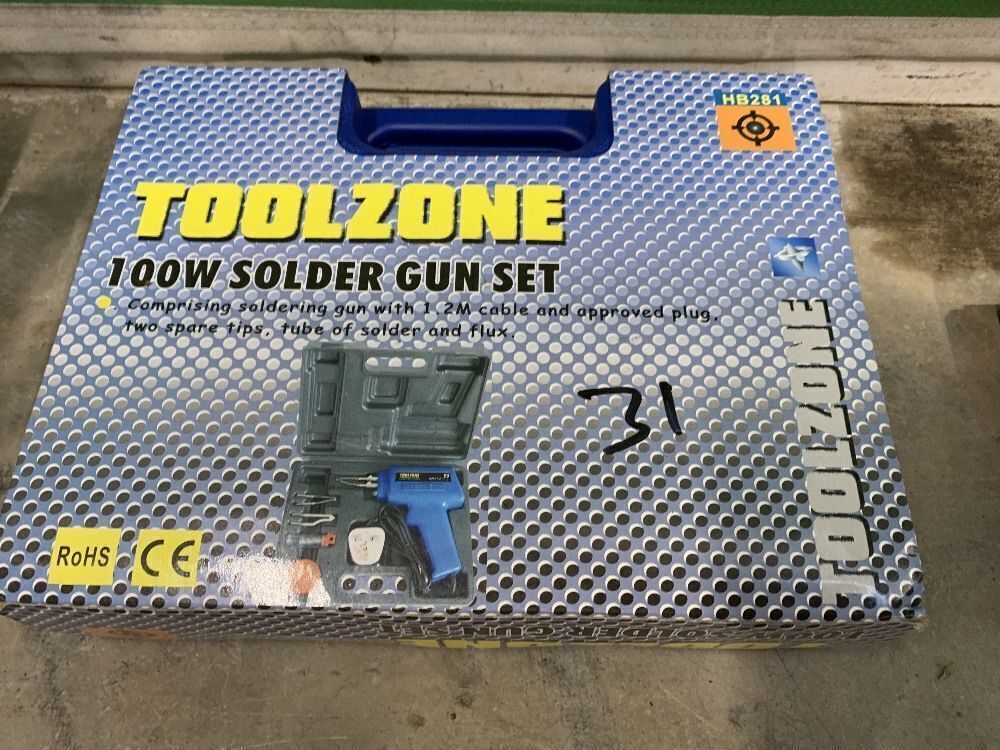 HB281
TOOLZONE
100W SOLDER GUN SET
Comprising soldering gun with 1.2M cable and approved plug,
two spare tips, tube of solder and flux.
31
TOOLZONE
TOOLZONE
RoHS
CE